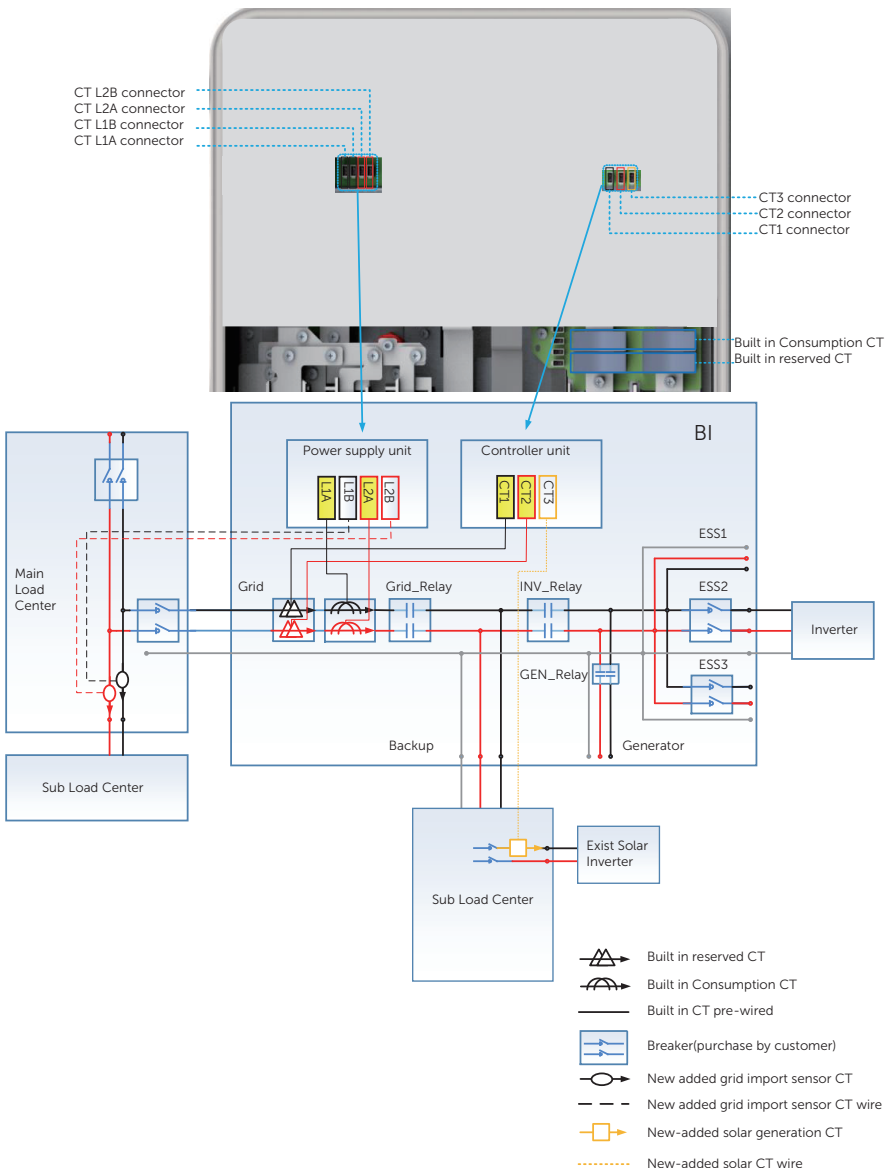 CT L2B connector
CT L2A connector
CT L1B connector
CT L1A connector
CT3 connector
CT2 connector
CT1 connector
Built in Consumption CT
Built in reserved CT
BI
Power supply unit
Controller unit
L1A
L1B
L2A
L2B
CT1
CT2
CT3
ESS1
Main
Load
Center
Grid
Grid_Relay
INV_Relay
ESS2
Inverter
GEN_Relay
ESS3
Backup
Generator
Sub Load Center
Exist Solar
Inverter
Sub Load Center
Built in reserved CT
Built in Consumption CT
Built in CT pre-wired
Breaker(purchase by customer)
New added grid import sensor CT
New added grid import sensor CT wire
New-added solar generation CT
New-added solar CT wire